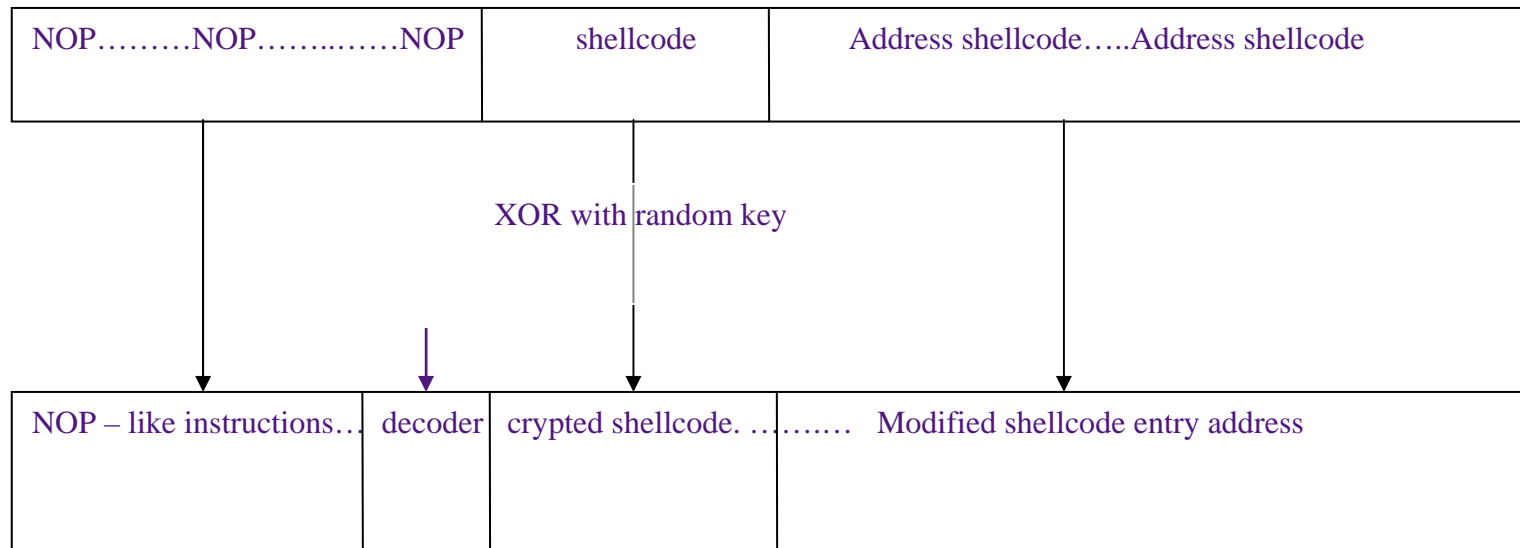 NOP………NOP……..……NOP shellcode Address shellcode…..Address shellcode
XOR with random key
NOP – like instructions… decoder crypted shellcode. …….… Modified shellcode entry address